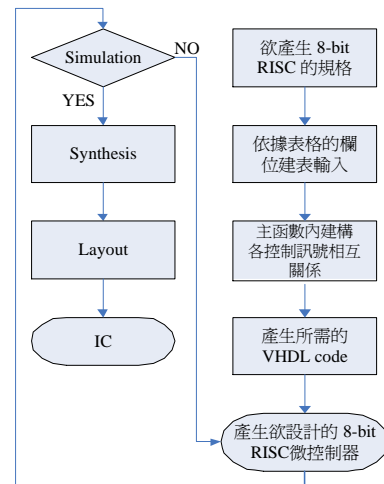 Simulation
NO
YES
Synthesis
Layout
IC
欲產生 8-bit
RISC 的規格
依據表格的欄
位建表輸入
主函數內建構
各控制訊號相互
關係
產生所需的
VHDL code
產生欲設計的 8-bit
RISC微控制器